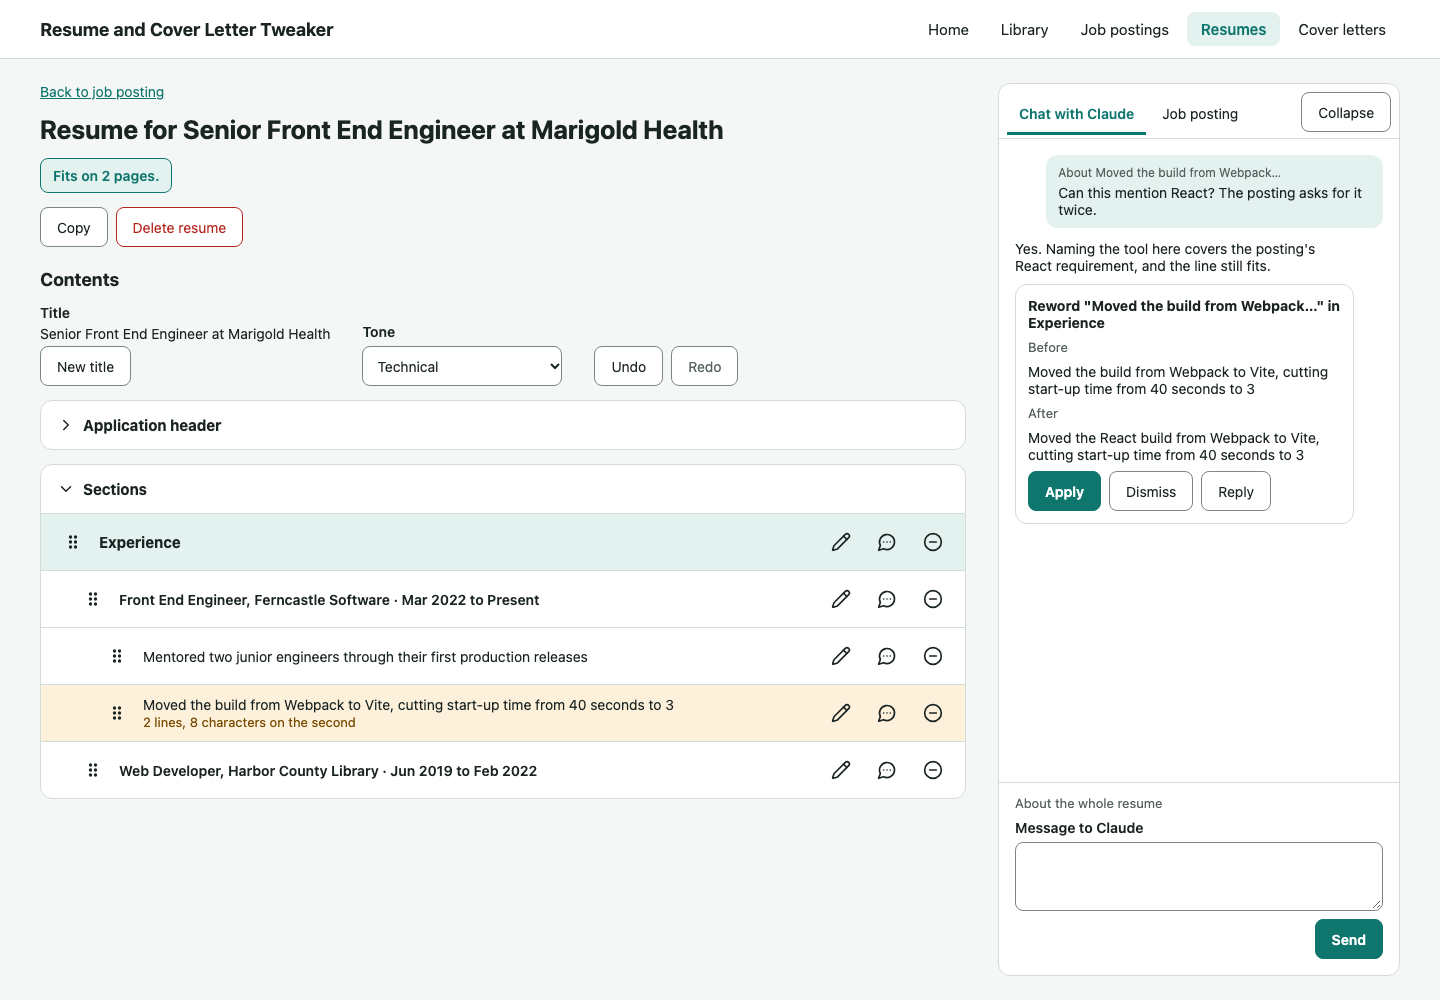 Resume and Cover Letter Tweaker
Home
Library
Job postings
Resumes
Cover letters
Back to job posting
Resume for Senior Front End Engineer at Marigold Health
Fits on 2 pages.
Copy
Delete resume
Contents
Title
Senior Front End Engineer at Marigold Health
New title
Tone
Technical
Undo
Redo
Application header
Sections
Experience
Front End Engineer, Ferncastle Software · Mar 2022 to Present
Mentored two junior engineers through their first production releases
Moved the build from Webpack to Vite, cutting start-up time from 40 seconds to 3
2 lines, 8 characters on the second
Web Developer, Harbor County Library · Jun 2019 to Feb 2022
Chat with Claude
Job posting
Collapse
About Moved the build from Webpack...
Can this mention React? The posting asks for it
twice.
Yes. Naming the tool here covers the posting's
React requirement, and the line still fits.
Reword "Moved the build from Webpack..." in
Experience
Before
Moved the build from Webpack to Vite, cutting
start-up time from 40 seconds to 3
After
Moved the React build from Webpack to Vite,
cutting start-up time from 40 seconds to 3
Apply
Dismiss
Reply
About the whole resume
Message to Claude
Send